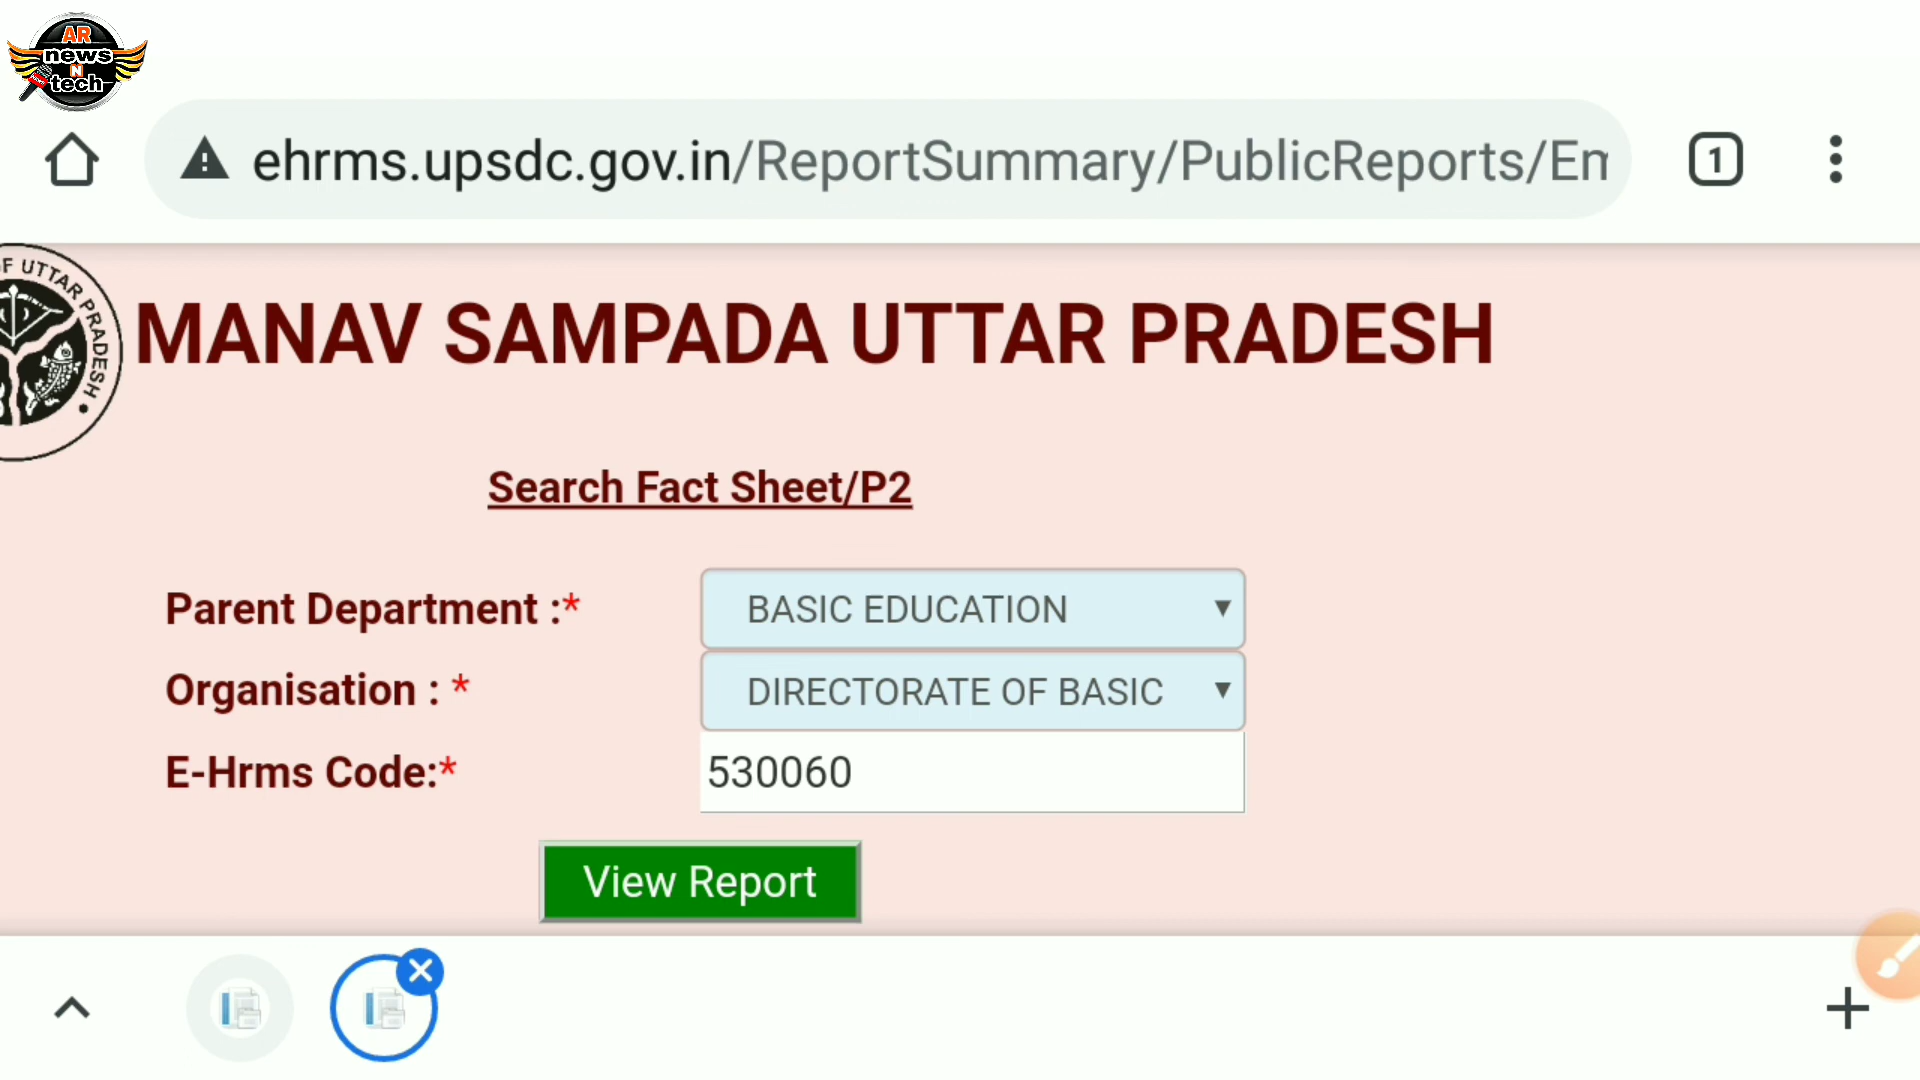 AR
news
N
tech
ehrms.upsdc.gov.in/ReportSummary/PublicReports/En
1
F UTTAR PRADESH
MANAV SAMPADA UTTAR PRADESH
Search Fact Sheet/P2
Parent Department :* BASIC EDUCATION
Organisation : * DIRECTORATE OF BASIC
E-Hrms Code:* 530060
View Report